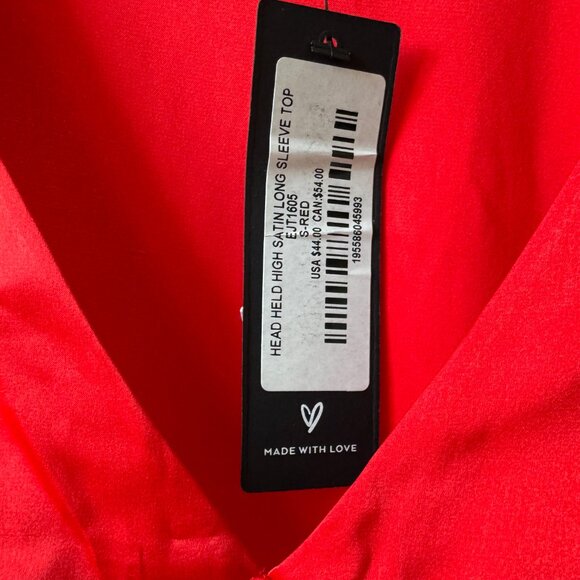 HEAD HELD HIGH SATIN LONG SLEEVE TOP
EJT1605
S-RED
USA $44.00 CAN:$54.00
195586045993
MADE WITH LOVE